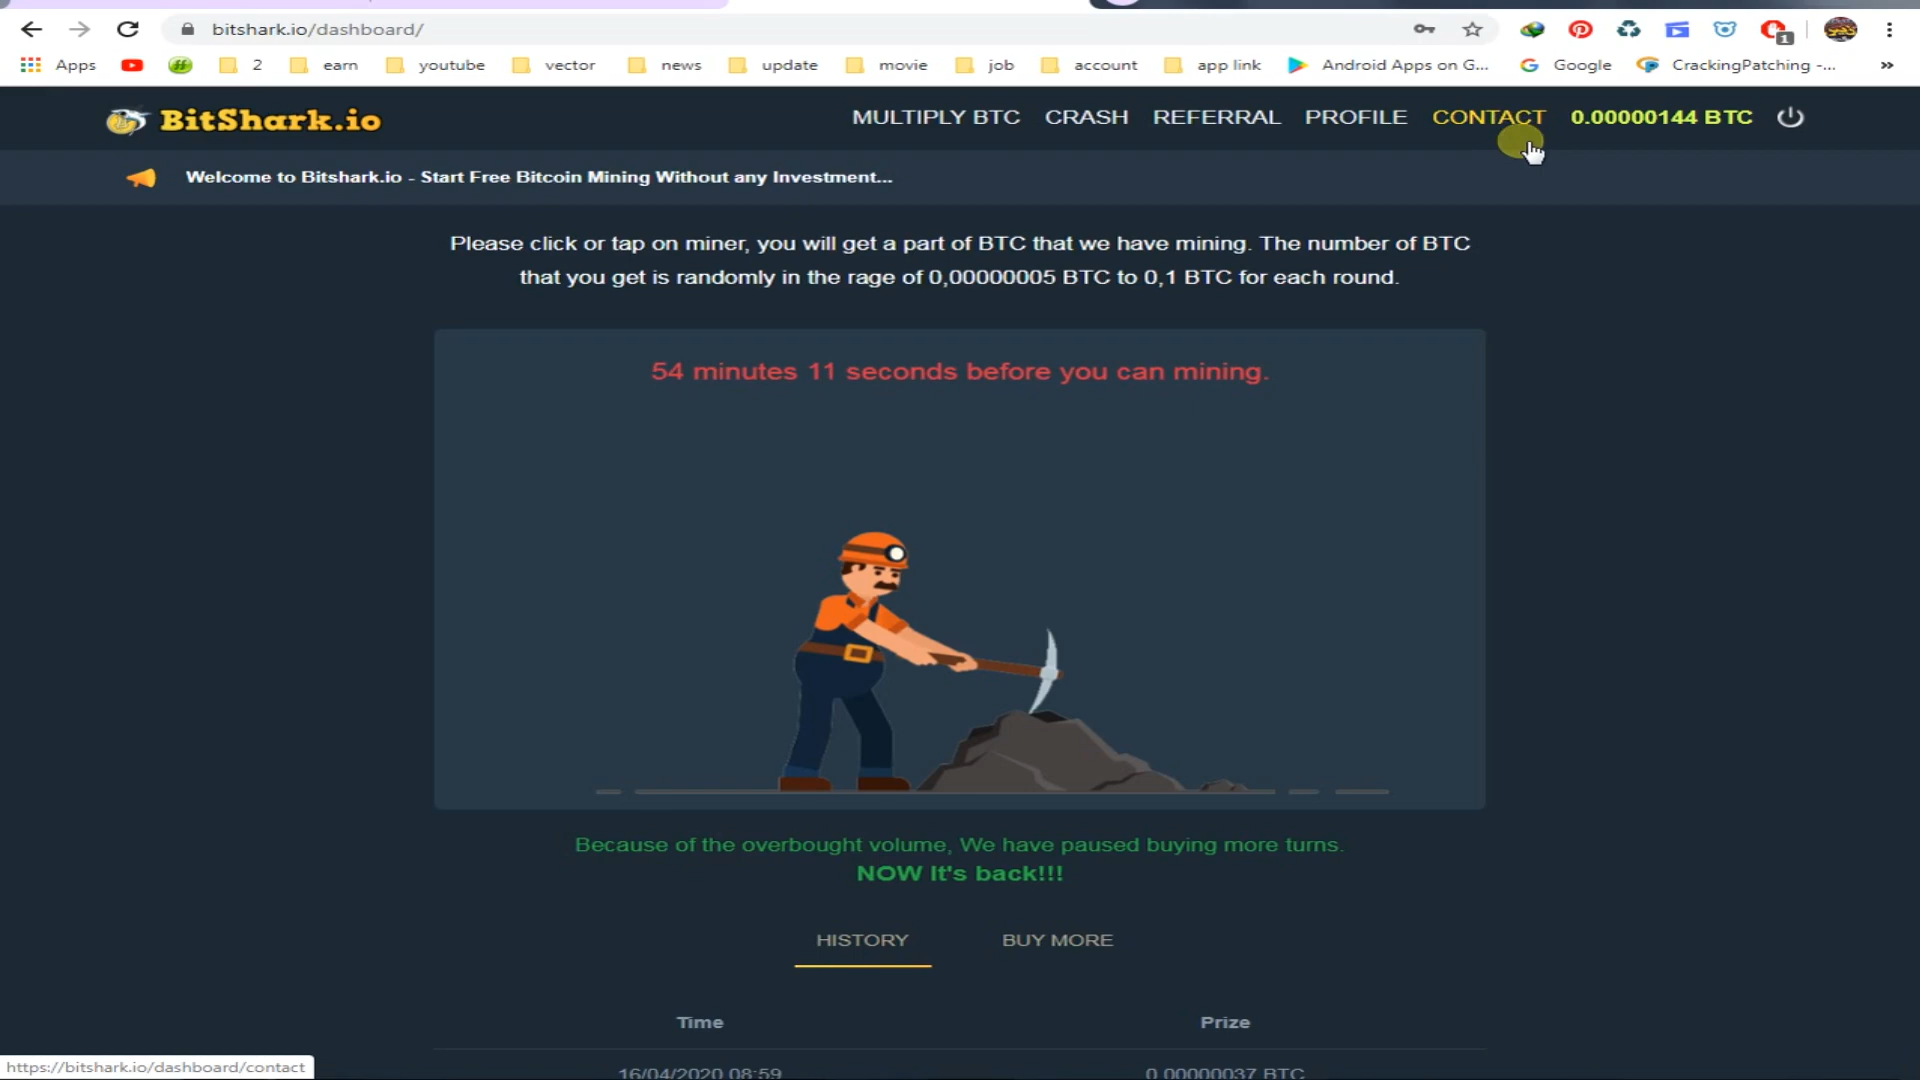 bitshark.io/dashboard/
1
Apps 2 earn youtube vector news update movie job account app link Android Apps on G... Google CrackingPatching -... »
BitShark.io MULTIPLY BTC CRASH REFERRAL PROFILE CONTACT 0.00000144 BTC
Welcome to Bitshark.io - Start Free Bitcoin Mining Without any Investment...
Please click or tap on miner, you will get a part of BTC that we have mining. The number of BTC
that you get is randomly in the rage of 0,00000005 BTC to 0,1 BTC for each round.
54 minutes 11 seconds before you can mining.
Because of the overbought volume, We have paused buying more turns.
NOW It's back!!!
HISTORY BUY MORE
Time Prize
16/04/2020 08:59 0.00000037 BTC
https://bitshark.io/dashboard/contact